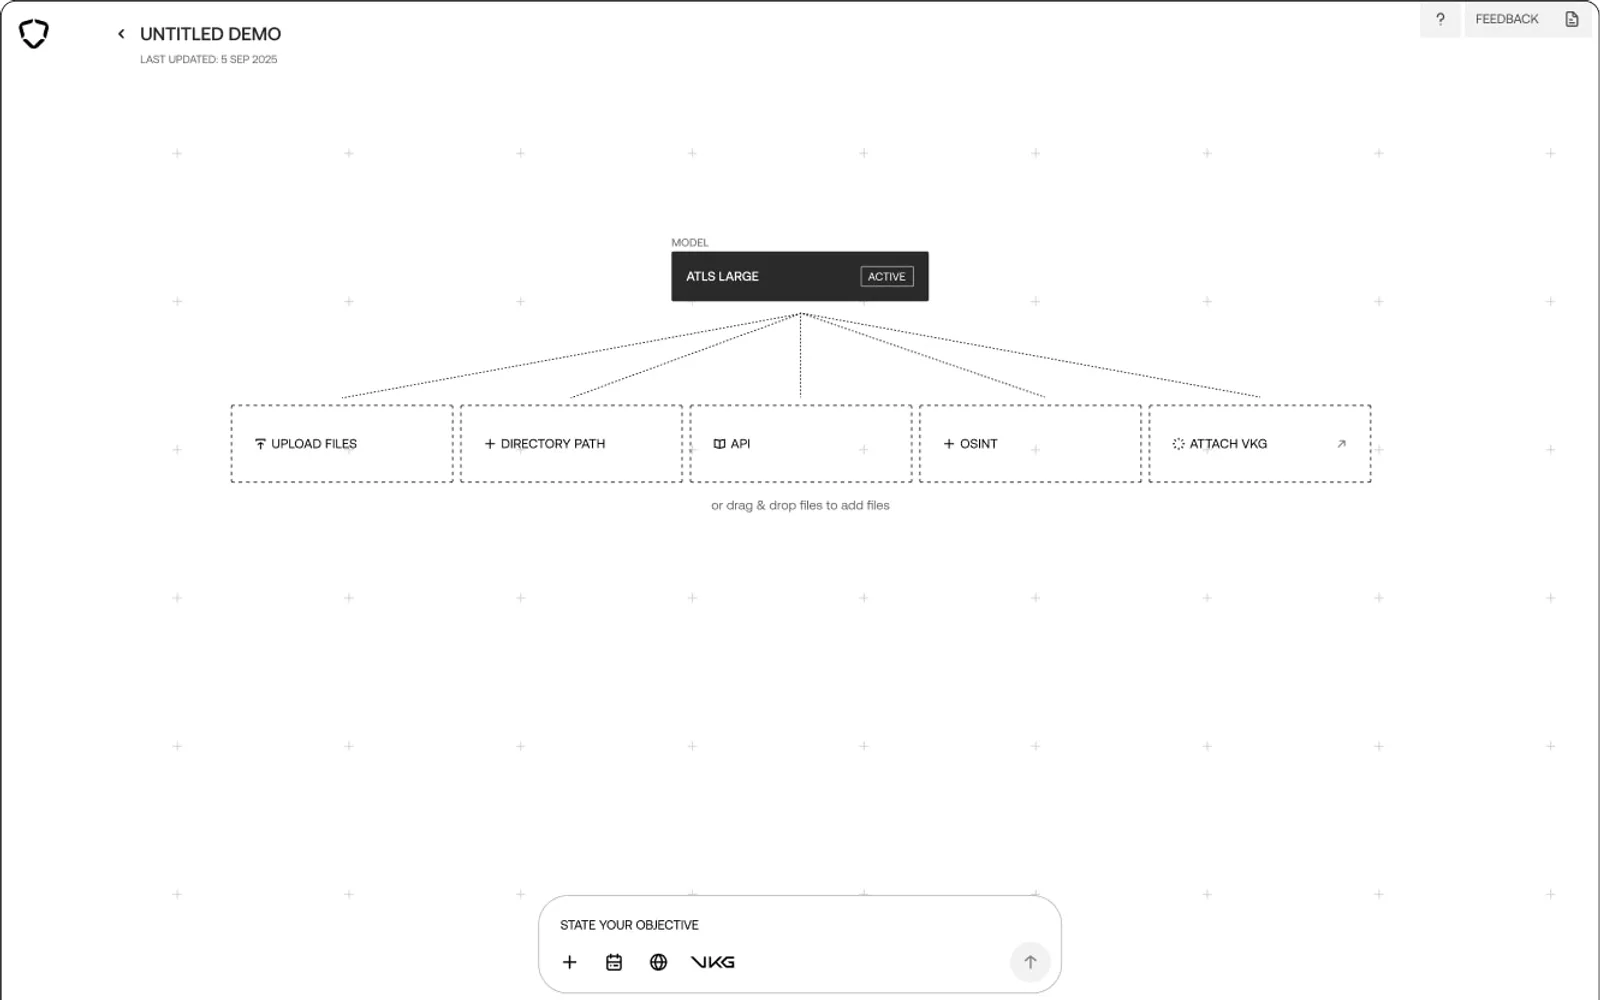 UNTITLED DEMO
LAST UPDATED: 5 SEP 2025
?
FEEDBACK
MODEL
ATLS LARGE
ACTIVE
UPLOAD FILES
DIRECTORY PATH
API
OSINT
ATTACH VKG
or drag & drop files to add files
STATE YOUR OBJECTIVE
VKG